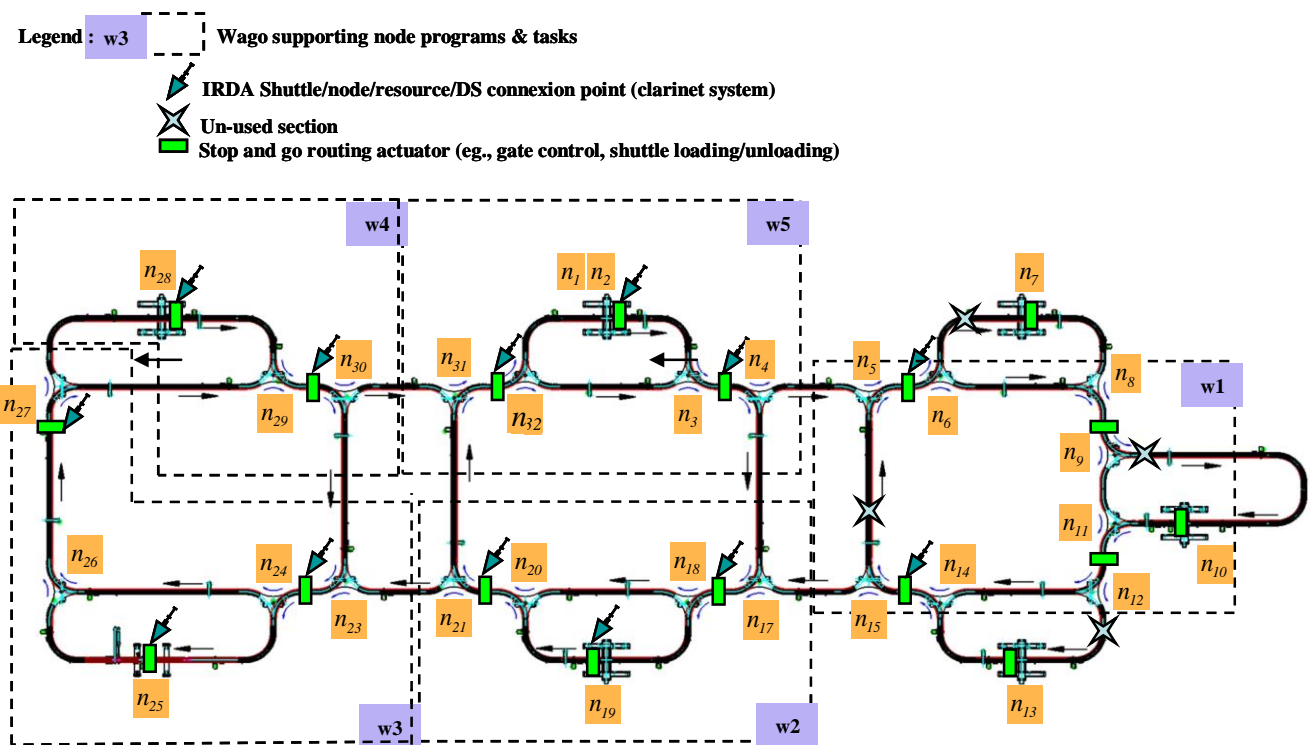 Legend : w3 Wago supporting node programs & tasks
IRDA Shuttle/node/resource/DS connexion point (clarinet system)
Un-used section
Stop and go routing actuator (eg., gate control, shuttle loading/unloading)
w4
w5
n28
n1 n2
n7
n30
n31
n4
n5
n8
w1
n27
n29
n32
n3
n6
n9
n11
n26
n24
n20
n18
n14
n10
n12
n23
n21
n17
n15
n25
n19
n13
w3
w2